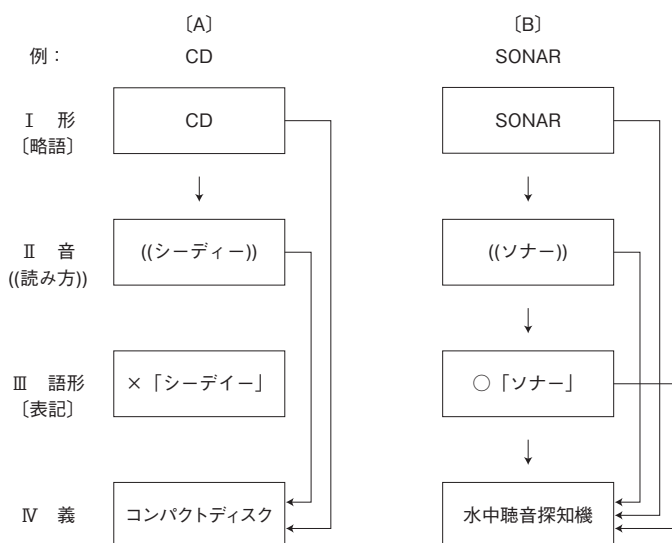 〔A〕 〔B〕
例： CD SONAR
Ⅰ 形 CD SONAR
〔略語〕
Ⅱ 音 ((シーディー)) ((ソナー))
((読み方))
Ⅲ 語形 ×「シーデイー」 ○「ソナー」
〔表記〕
Ⅳ 義 コンパクトディスク 水中聴音探知機